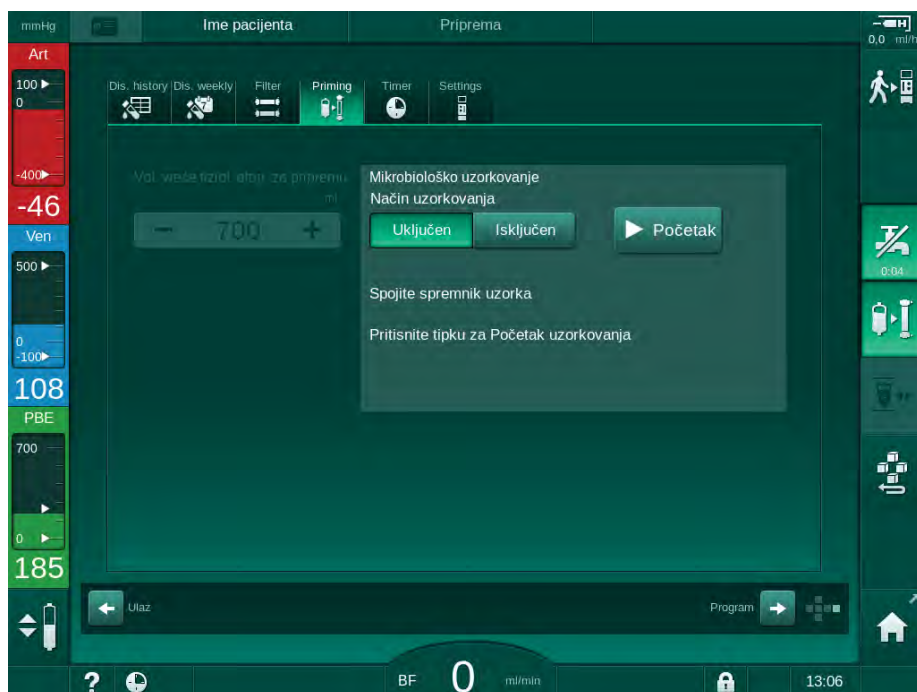 mmHg
Ime pacijenta
Priprema
0,0 ml/h
Art
100
0
-400
-46
Ven
500
0
-100
108
PBE
700
0
185
Dis. history
Dis. weekly
Filter
Priming
Timer
Settings
ml
700
Mikrobiološko uzorkovanje
Način uzorkovanja
Uključen
Isključen
Početak
Spojite spremnik uzorka
Pritisnite tipku za Početak uzorkovanja
0:04
Ulaz
Program
?
BF 0 ml/min
13:06